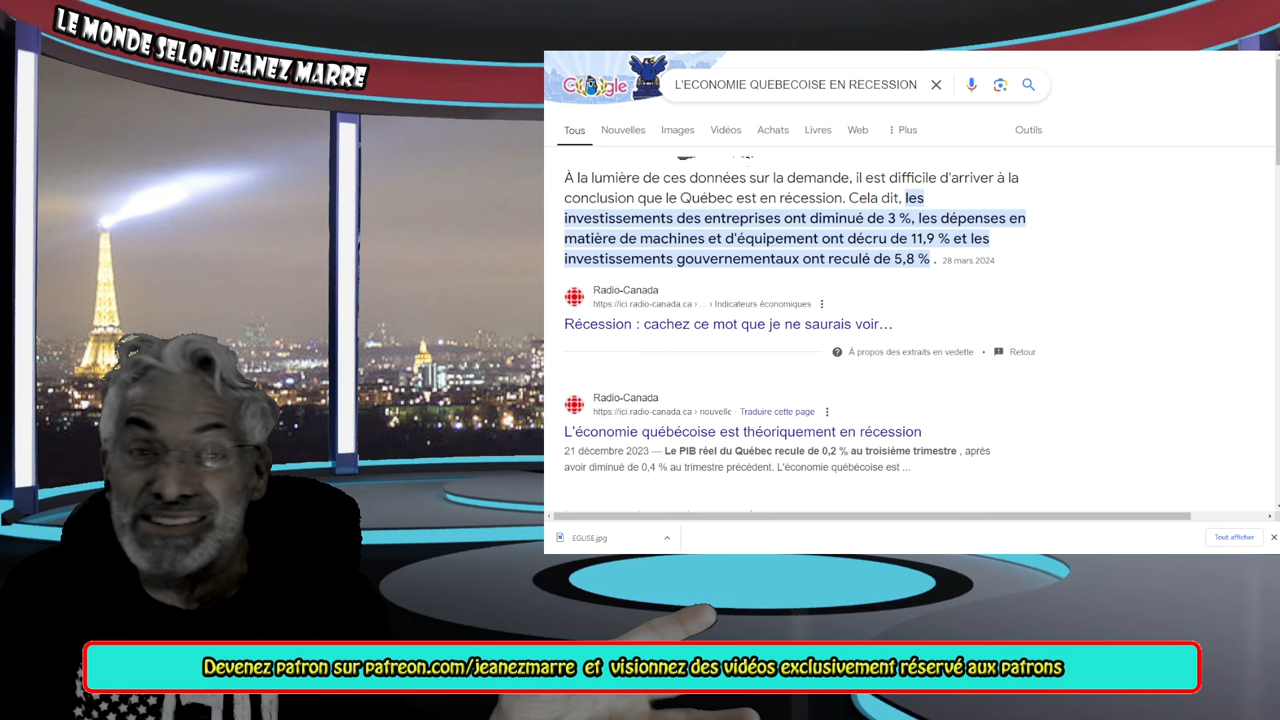 LE MONDE SELON JEANEZ MARRE
Google
L'ECONOMIE QUEBECOISE EN RECESSION
Tous Nouvelles Images Vidéos Achats Livres Web Plus Outils
À la lumière de ces données sur la demande, il est difficile d'arriver à la
conclusion que le Québec est en récession. Cela dit, les
investissements des entreprises ont diminué de 3 %, les dépenses en
matière de machines et d'équipement ont décru de 11,9 % et les
investissements gouvernementaux ont reculé de 5,8 % . 28 mars 2024
Radio-Canada
https://ici.radio-canada.ca › ... › Indicateurs économiques
Récession : cachez ce mot que je ne saurais voir…
À propos des extraits en vedette • Retour
Radio-Canada
https://ici.radio-canada.ca › nouvelle Traduire cette page
L'économie québécoise est théoriquement en récession
21 décembre 2023 — Le PIB réel du Québec recule de 0,2 % au troisième trimestre , après
avoir diminué de 0,4 % au trimestre précédent. L'économie québécoise est ...
EGLISE.jpg
Tout afficher
Devenez patron sur patreon.com/jeanezmarre et visionnez des vidéos exclusivement réservé aux patrons